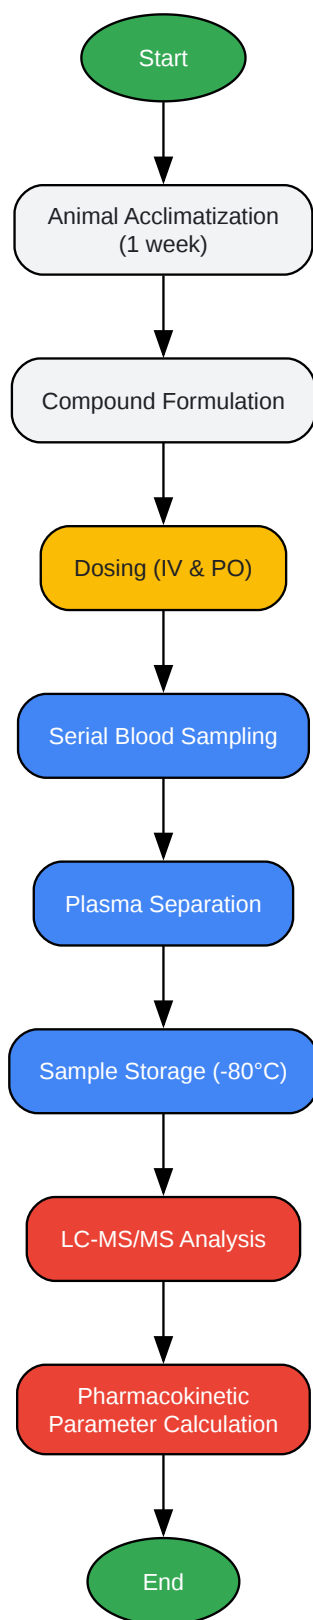 Start
Animal Acclimatization
(1 week)
Compound Formulation
Dosing (IV & PO)
Serial Blood Sampling
Plasma Separation
Sample Storage (-80°C)
LC-MS/MS Analysis
Pharmacokinetic
Parameter Calculation
End